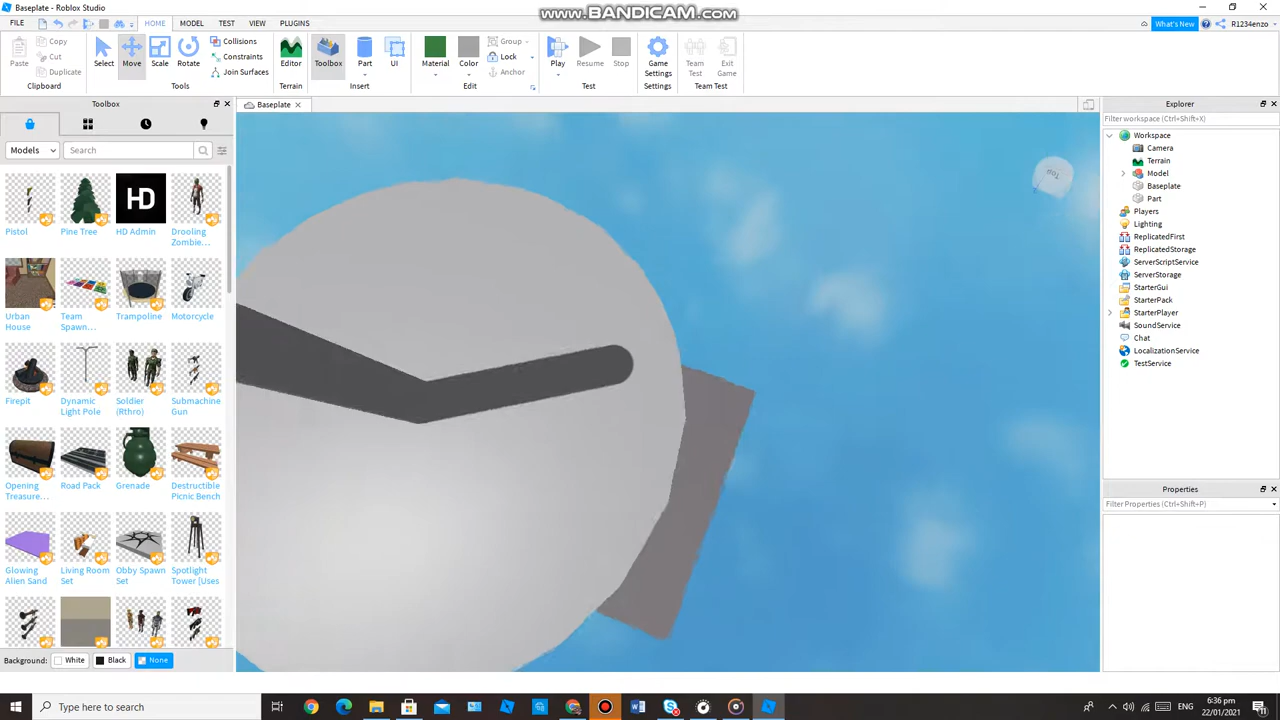 Baseplate - Roblox Studio
www.BANDICAM.com
FILE HOME MODEL TEST VIEW PLUGINS What's New R1234enzo
Paste Copy Cut Duplicate Clipboard
Select Move Scale Rotate Collisions Constraints Join Surfaces Tools
Editor Terrain
Toolbox Part UI Insert
Material Color Group Lock Anchor Edit
Play Resume Stop Test
Game Settings Settings
Team Test Exit Game Team Test
Toolbox
Baseplate
Explorer
Models Search
Filter workspace (Ctrl+Shift+X)
Workspace
Camera
Terrain
Model
Baseplate
Part
Players
Lighting
ReplicatedFirst
ReplicatedStorage
ServerScriptService
ServerStorage
StarterGui
StarterPack
StarterPlayer
SoundService
Chat
LocalizationService
TestService
Pistol Pine Tree HD HD Admin Drooling Zombie...
Urban House Team Spawn... Trampoline Motorcycle
Firepit Dynamic Light Pole Soldier (Rthro) Submachine Gun
Opening Treasure... Road Pack Grenade Destructible Picnic Bench
Glowing Alien Sand Living Room Set Obby Spawn Set Spotlight Tower [Uses
Background: White Black None
Top
Properties
Filter Properties (Ctrl+Shift+P)
Type here to search
ENG
6:36 pm
22/01/2021